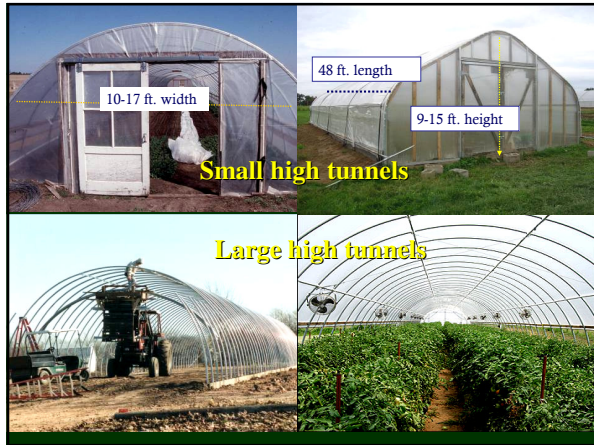 48 ft. length
10-17 ft. width
9-15 ft. height
Small high tunnels
Large high tunnels